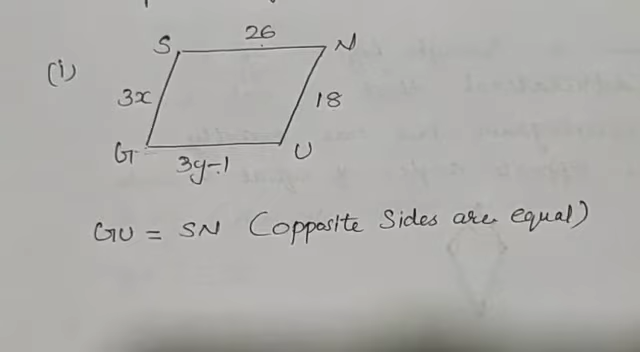 26
S N
(i)
3x 18
G U
3y-1
GU = SN (opposite sides are equal)